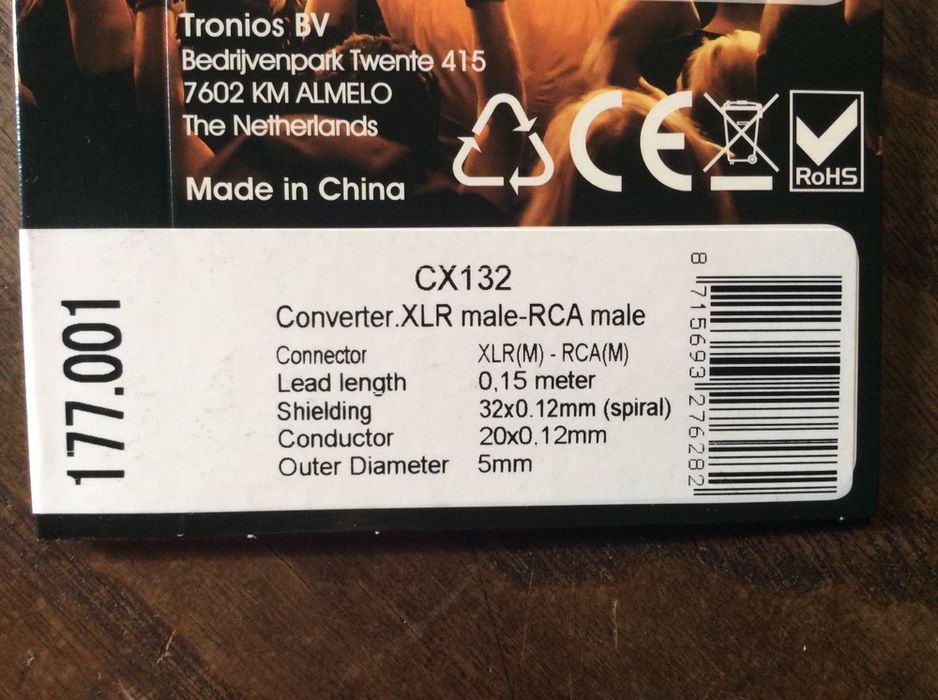 Tronios BV
Bedrijvenpark Twente 415
7602 KM ALMELO
The Netherlands
Made in China
CE
RoHS
177.001
CX132
Converter.XLR male-RCA male
Connector XLR(M) - RCA(M)
Lead length 0,15 meter
Shielding 32x0.12mm (spiral)
Conductor 20x0.12mm
Outer Diameter 5mm
8 715693 276282